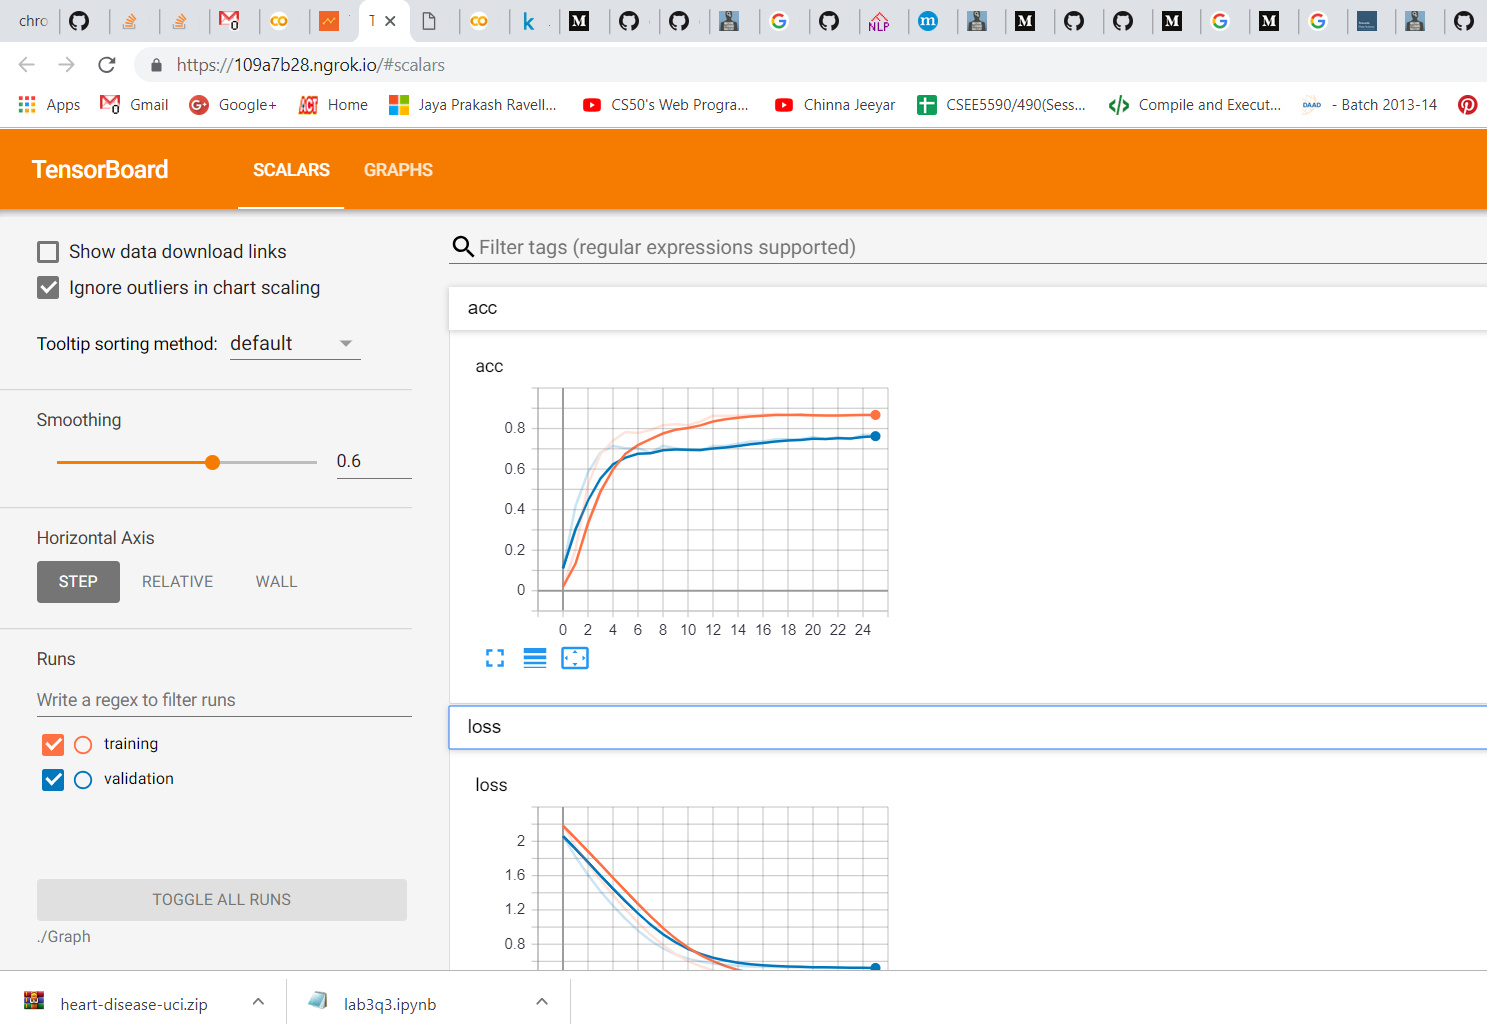 chro T NLP
https://109a7b28.ngrok.io/#scalars
Apps Gmail Google+ ACT Home Jaya Prakash Ravell... CS50's Web Progra... Chinna Jeeyar CSEE5590/490(Sess... Compile and Execut... DAAD - Batch 2013-14
TensorBoard SCALARS GRAPHS
Show data download links
Ignore outliers in chart scaling
Tooltip sorting method: default
Smoothing
0.6
Horizontal Axis
STEP RELATIVE WALL
Runs
Write a regex to filter runs
training
validation
TOGGLE ALL RUNS
./Graph
Filter tags (regular expressions supported)
acc
acc
0.8
0.6
0.4
0.2
0
0 2 4 6 8 10 12 14 16 18 20 22 24
loss
loss
2
1.6
1.2
0.8
heart-disease-uci.zip lab3q3.ipynb